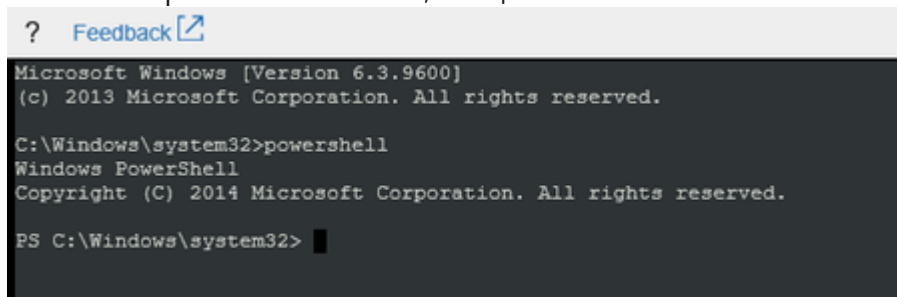 ? Feedback
Microsoft Windows [Version 6.3.9600]
(c) 2013 Microsoft Corporation. All rights reserved.
C:\Windows\system32>powershell
Windows PowerShell
Copyright (C) 2014 Microsoft Corporation. All rights reserved.
PS C:\Windows\system32>